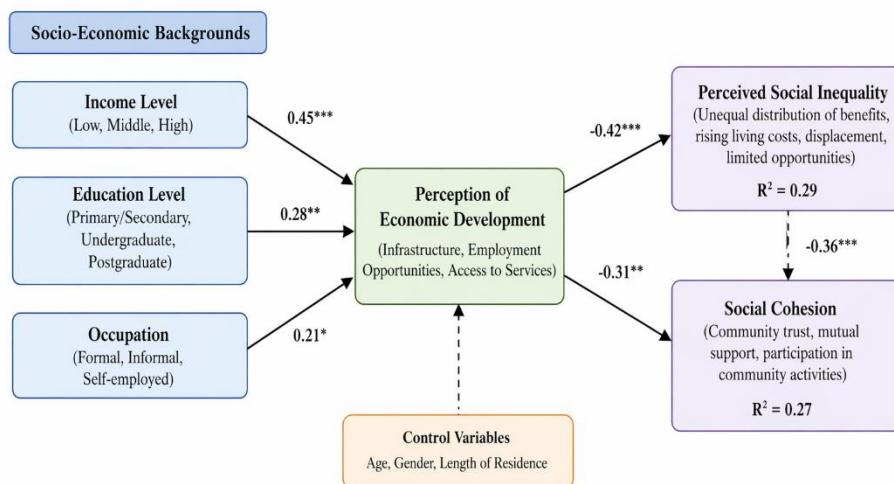 Socio-Economic Backgrounds
Income Level
(Low, Middle, High)
0.45***
Education Level
(Primary/Secondary,
Undergraduate,
Postgraduate)
0.28**
Occupation
(Formal, Informal,
Self-employed)
0.21*
Perception of
Economic Development
(Infrastructure, Employment
Opportunities, Access to Services)
Control Variables
Age, Gender, Length of Residence
-0.42***
-0.31**
Perceived Social Inequality
(Unequal distribution of benefits,
rising living costs, displacement,
limited opportunities)
R² = 0.29
-0.36***
Social Cohesion
(Community trust, mutual
support, participation in
community activities)
R² = 0.27